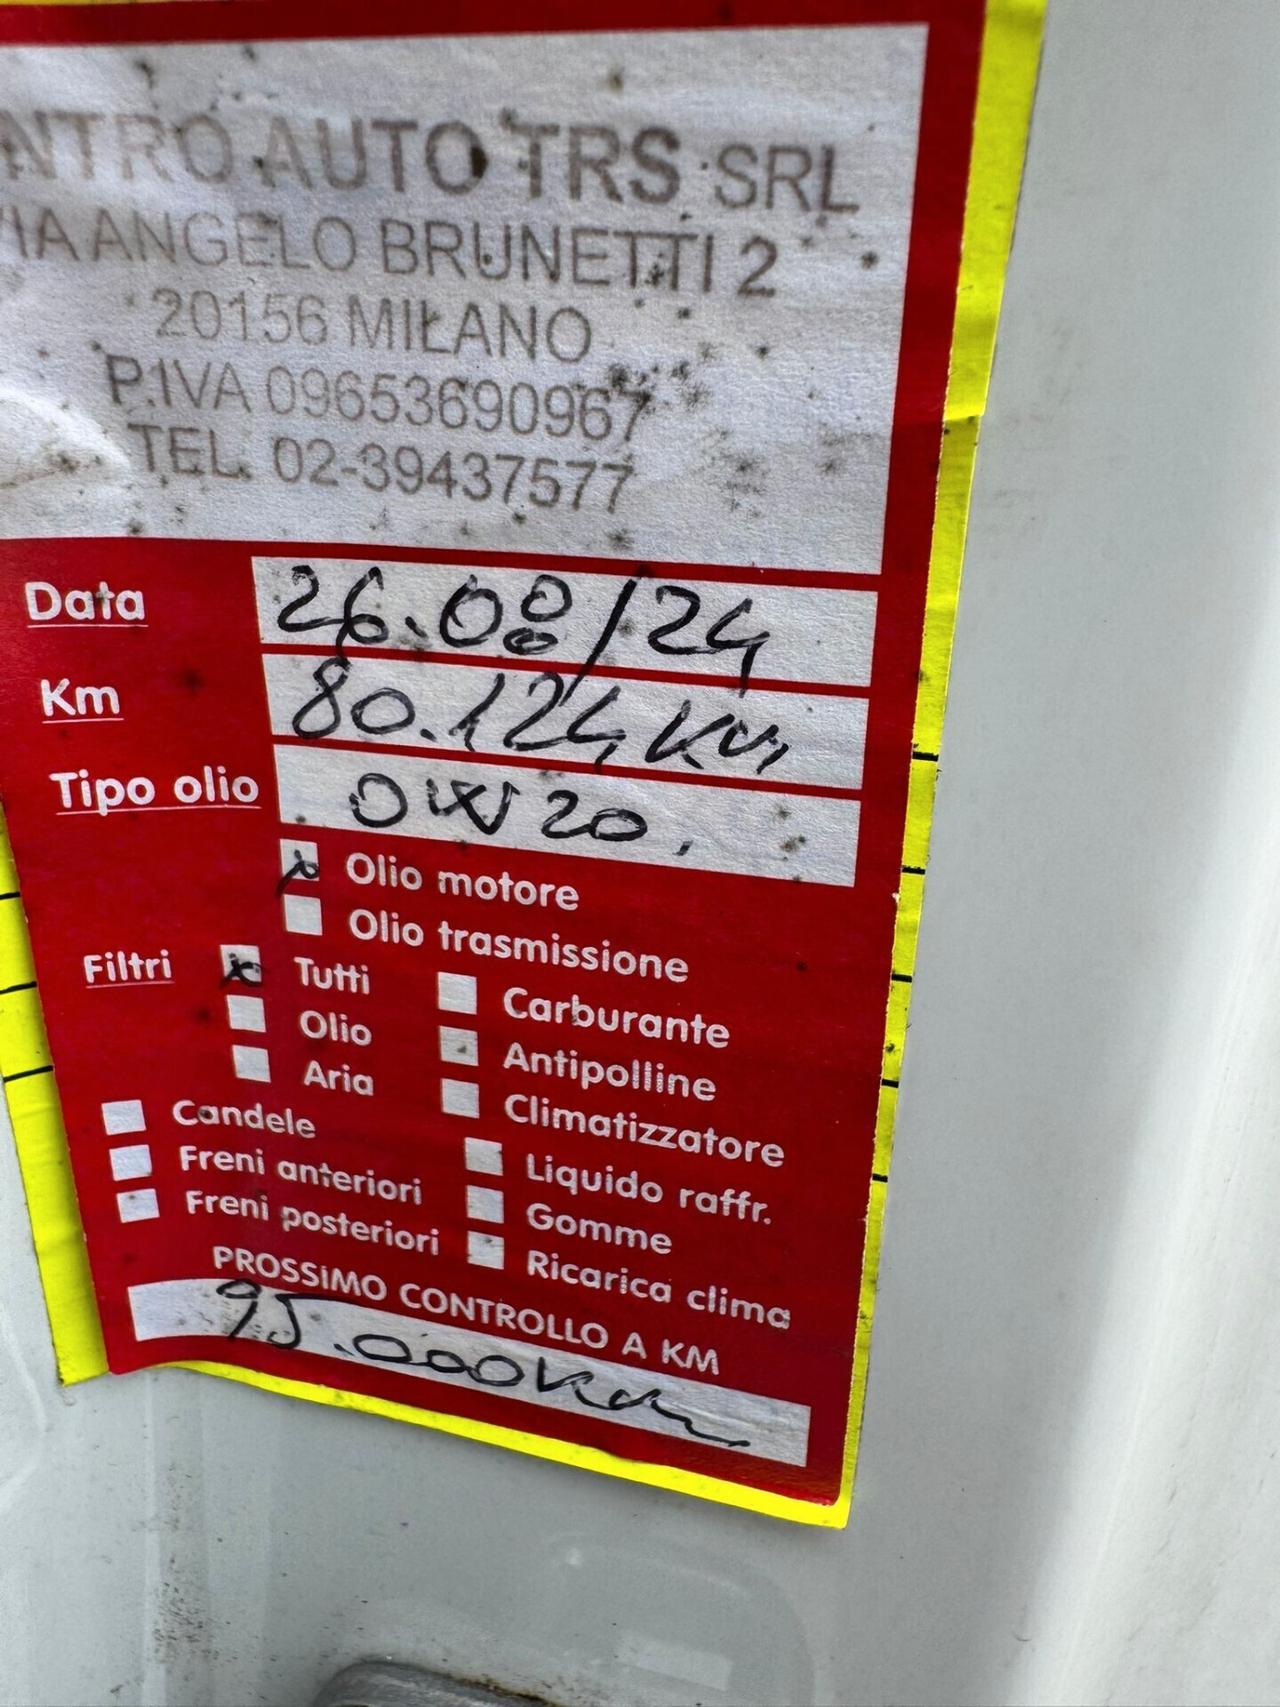 NTRO AUTO TRS SRL
VIA ANGELO BRUNETTI 2
20156 MILANO
P.IVA 09653690967
TEL. 02-39437577
Data 26.08/24
Km 80.124 Km
Tipo olio 0W20.
Olio motore
Olio trasmissione
Filtri Tutti Carburante
Olio Antipolline
Aria Climatizzatore
Candele Liquido raffr.
Freni anteriori Gomme
Freni posteriori Ricarica clima
PROSSIMO CONTROLLO A KM
95.000 Km